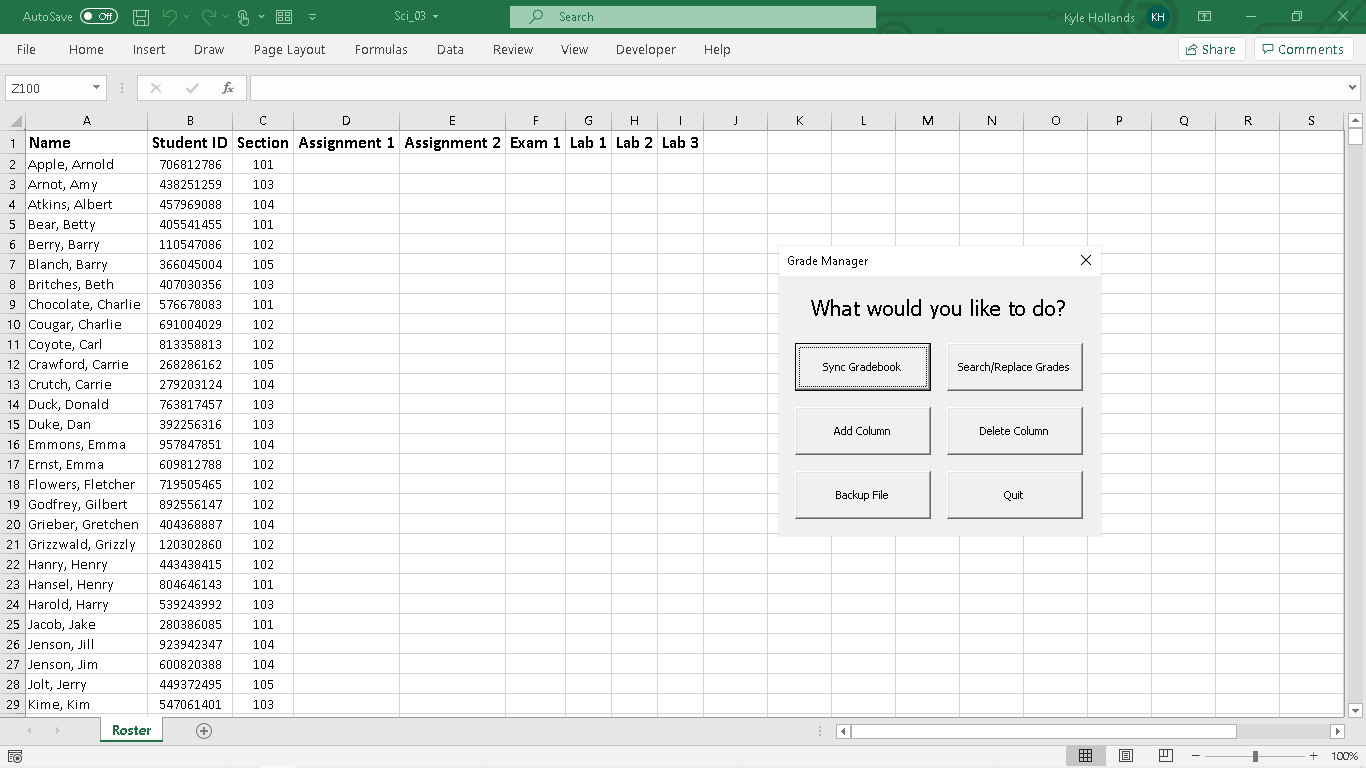 AutoSave Off Sci_03 Search Kyle Hollands KH
File Home Insert Draw Page Layout Formulas Data Review View Developer Help Share Comments
Z100 fx
A B C D E F G H I J K L M N O P Q R S
1 Name Student ID Section Assignment 1 Assignment 2 Exam 1 Lab 1 Lab 2 Lab 3
2 Apple, Arnold 706812786 101
3 Arnot, Amy 438251259 103
4 Atkins, Albert 457969088 104
5 Bear, Betty 405541455 101
6 Berry, Barry 110547086 102
7 Blanch, Barry 366045004 105
8 Britches, Beth 407030356 103
9 Chocolate, Charlie 576678083 101
10 Cougar, Charlie 691004029 102
11 Coyote, Carl 813358813 102
12 Crawford, Carrie 268286162 105
13 Crutch, Carrie 279203124 104
14 Duck, Donald 763817457 103
15 Duke, Dan 392256316 103
16 Emmons, Emma 957847851 104
17 Ernst, Emma 609812788 102
18 Flowers, Fletcher 719505465 102
19 Godfrey, Gilbert 892556147 102
20 Grieber, Gretchen 404368887 104
21 Grizzwald, Grizzly 120302860 102
22 Hanry, Henry 443438415 102
23 Hansel, Henry 804646143 101
24 Harold, Harry 539243992 103
25 Jacob, Jake 280386085 101
26 Jenson, Jill 923942347 104
27 Jenson, Jim 600820388 104
28 Jolt, Jerry 449372495 105
29 Kime, Kim 547061401 103
Grade Manager
What would you like to do?
Sync Gradebook Search/Replace Grades
Add Column Delete Column
Backup File Quit
Roster
100%